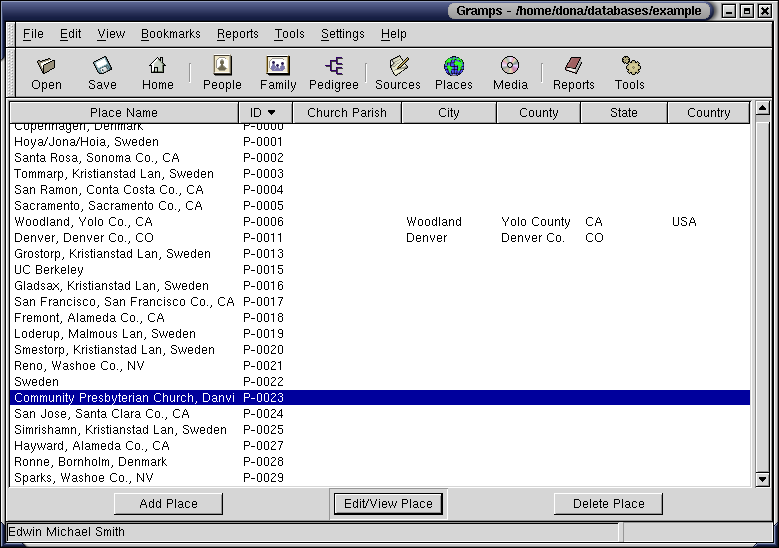 Gramps - /home/dona/databases/example
File Edit View Bookmarks Reports Tools Settings Help
Open Save Home People Family Pedigree Sources Places Media Reports Tools
Place Name ID Church Parish City County State Country
Copenhagen, Denmark P-0000
Hoya/Jona/Hoia, Sweden P-0001
Santa Rosa, Sonoma Co., CA P-0002
Tommarp, Kristianstad Lan, Sweden P-0003
San Ramon, Conta Costa Co., CA P-0004
Sacramento, Sacramento Co., CA P-0005
Woodland, Yolo Co., CA P-0006 Woodland Yolo County CA USA
Denver, Denver Co., CO P-0011 Denver Denver Co. CO
Grostorp, Kristianstad Lan, Sweden P-0013
UC Berkeley P-0015
Gladsax, Kristianstad Lan, Sweden P-0016
San Francisco, San Francisco Co., CA P-0017
Fremont, Alameda Co., CA P-0018
Loderup, Malmous Lan, Sweden P-0019
Smestorp, Kristianstad Lan, Sweden P-0020
Reno, Washoe Co., NV P-0021
Sweden P-0022
Community Presbyterian Church, Danvi P-0023
San Jose, Santa Clara Co., CA P-0024
Simrishamn, Kristianstad Lan, Sweden P-0025
Hayward, Alameda Co., CA P-0027
Ronne, Bornholm, Denmark P-0028
Sparks, Washoe Co., NV P-0029
Add Place Edit/View Place Delete Place
Edwin Michael Smith